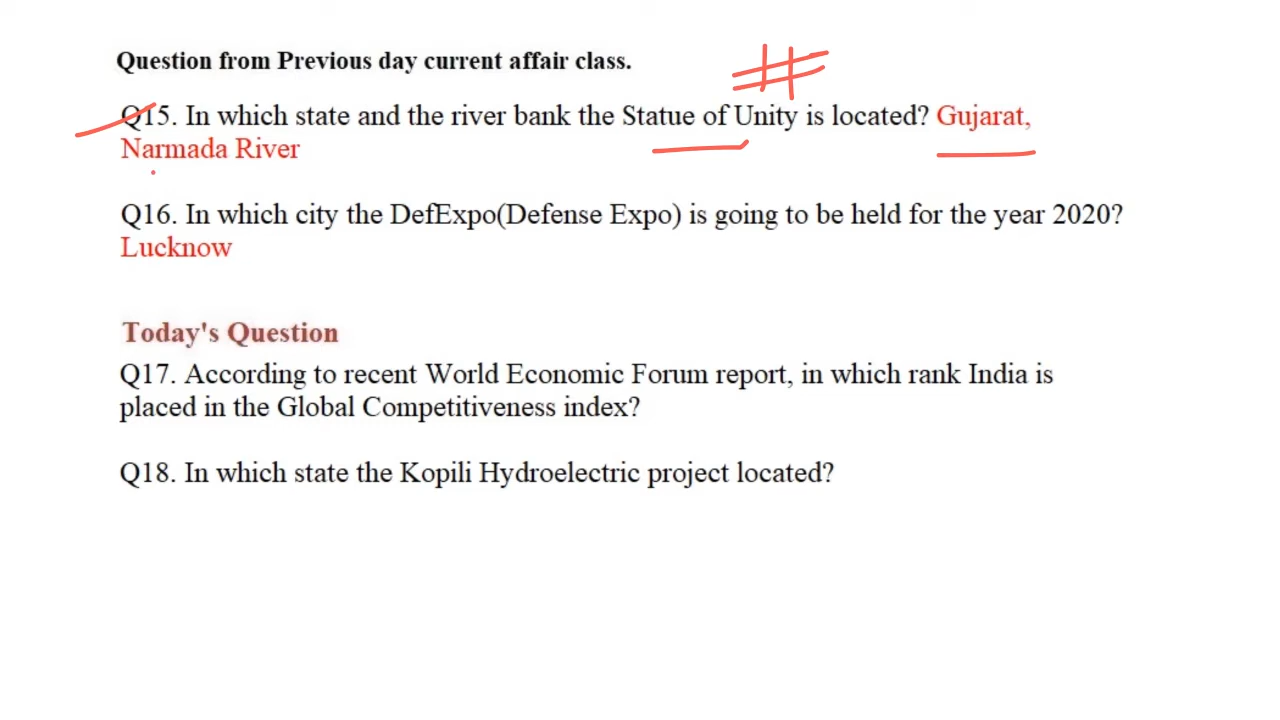 Question from Previous day current affair class.
Q15. In which state and the river bank the Statue of Unity is located? Gujarat,
Narmada River
Q16. In which city the DefExpo(Defense Expo) is going to be held for the year 2020?
Lucknow
Today's Question
Q17. According to recent World Economic Forum report, in which rank India is
placed in the Global Competitiveness index?
Q18. In which state the Kopili Hydroelectric project located?